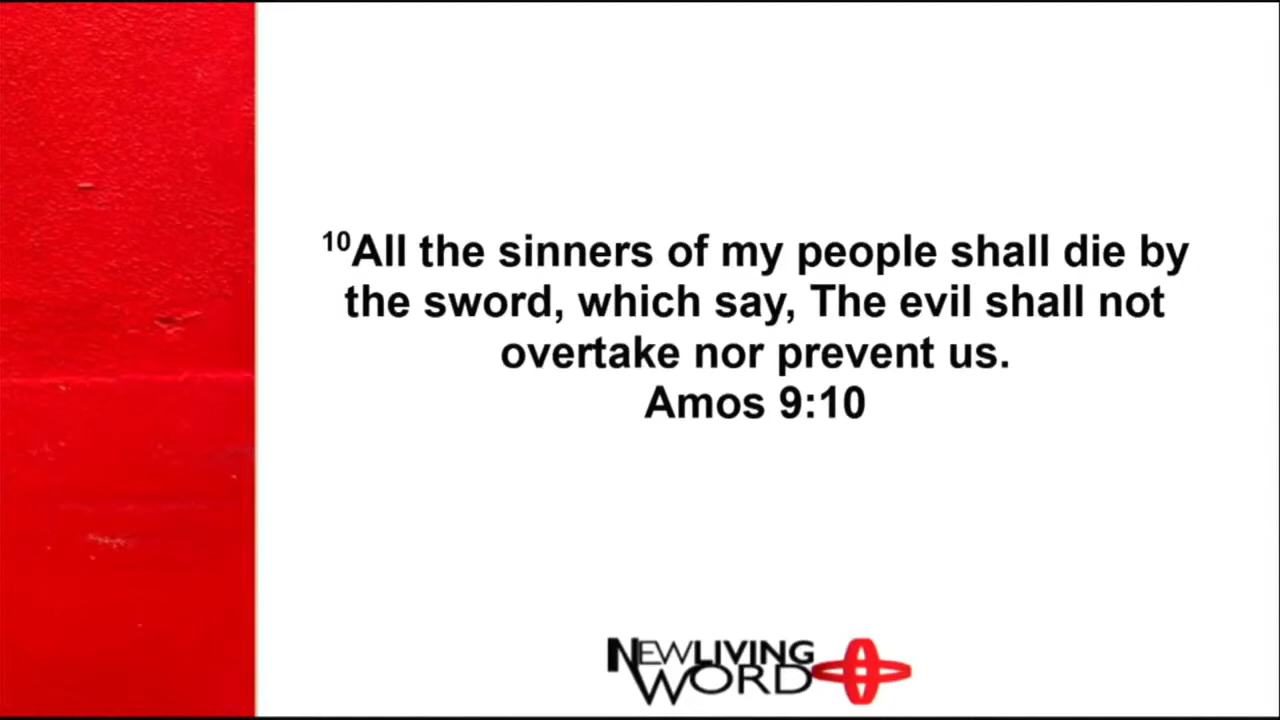 10All the sinners of my people shall die by
the sword, which say, The evil shall not
overtake nor prevent us.
Amos 9:10
NEWLIVING
WORD